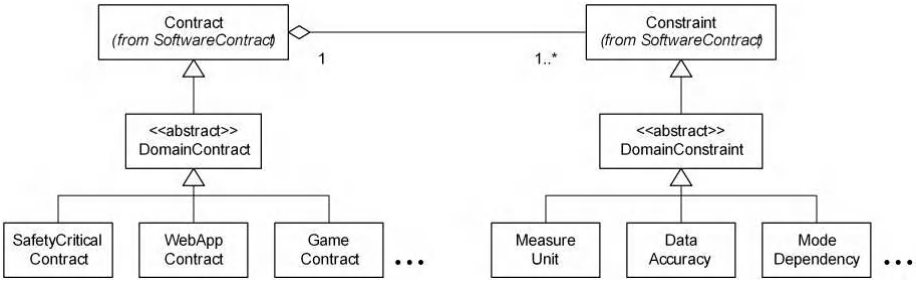 Contract
(from SoftwareContract)
Constraint
(from SoftwareContract)
1
1..*
<<abstract>>
DomainContract
<<abstract>>
DomainConstraint
SafetyCritical
Contract
WebApp
Contract
Game
Contract
...
Measure
Unit
Data
Accuracy
Mode
Dependency
...